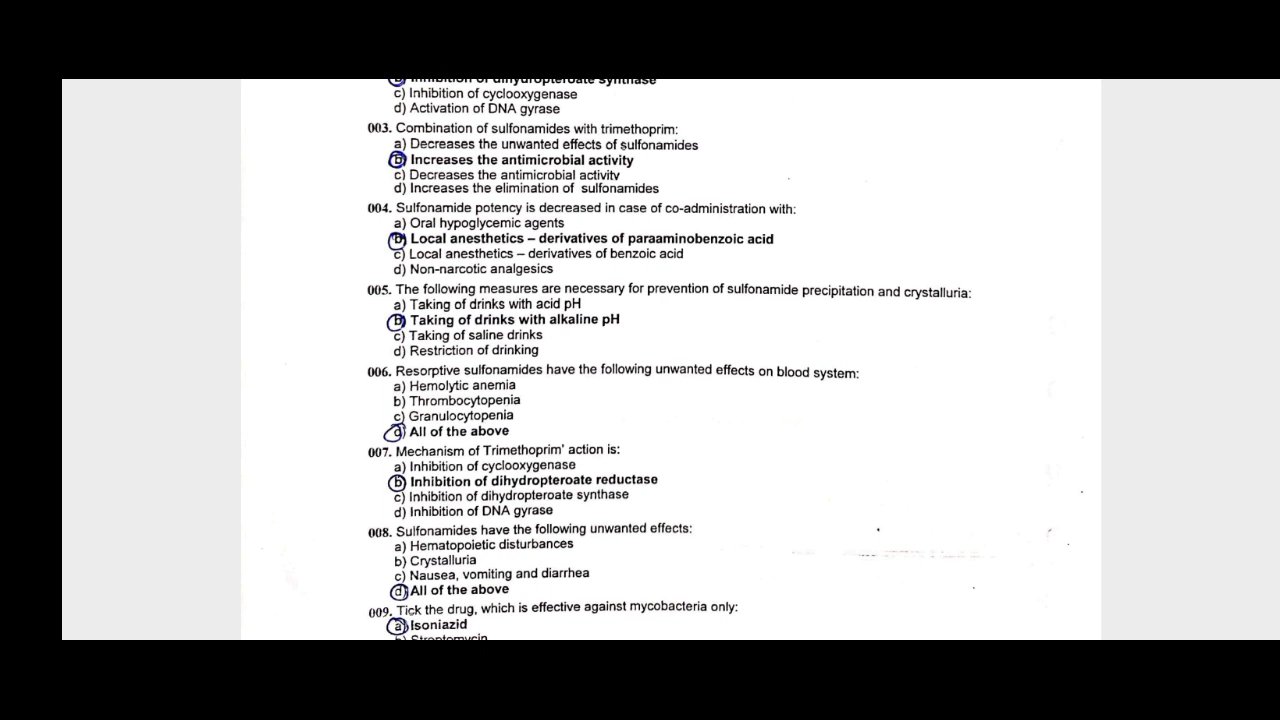 b) Inhibition of dihydropteroate synthase
c) Inhibition of cyclooxygenase
d) Activation of DNA gyrase
003. Combination of sulfonamides with trimethoprim:
a) Decreases the unwanted effects of sulfonamides
b) Increases the antimicrobial activity
c) Decreases the antimicrobial activity
d) Increases the elimination of sulfonamides
004. Sulfonamide potency is decreased in case of co-administration with:
a) Oral hypoglycemic agents
b) Local anesthetics – derivatives of paraaminobenzoic acid
c) Local anesthetics – derivatives of benzoic acid
d) Non-narcotic analgesics
005. The following measures are necessary for prevention of sulfonamide precipitation and crystalluria:
a) Taking of drinks with acid pH
b) Taking of drinks with alkaline pH
c) Taking of saline drinks
d) Restriction of drinking
006. Resorptive sulfonamides have the following unwanted effects on blood system:
a) Hemolytic anemia
b) Thrombocytopenia
c) Granulocytopenia
d) All of the above
007. Mechanism of Trimethoprim' action is:
a) Inhibition of cyclooxygenase
b) Inhibition of dihydropteroate reductase
c) Inhibition of dihydropteroate synthase
d) Inhibition of DNA gyrase
008. Sulfonamides have the following unwanted effects:
a) Hematopoietic disturbances
b) Crystalluria
c) Nausea, vomiting and diarrhea
d) All of the above
009. Tick the drug, which is effective against mycobacteria only:
a) Isoniazid
b) Streptomycin